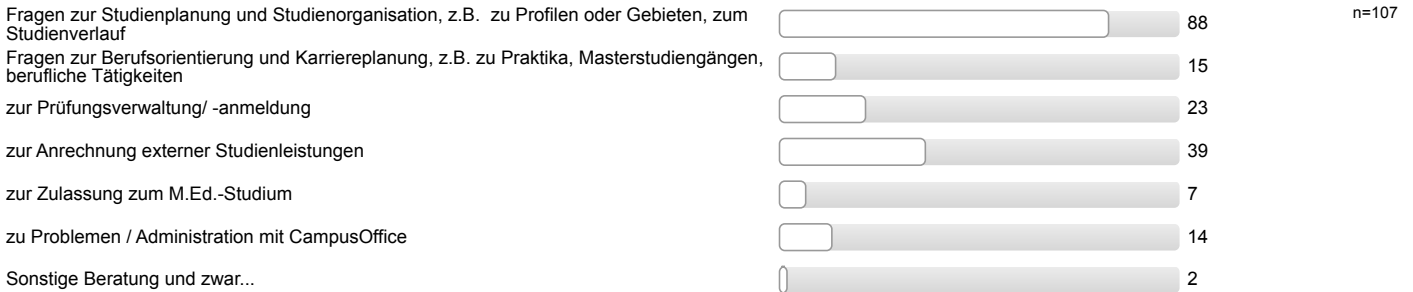 Fragen zur Studienplanung und Studienorganisation, z.B.  zu Profilen oder Gebieten, zum
Studienverlauf
88
n=107
Fragen zur Berufsorientierung und Karriereplanung, z.B. zu Praktika, Masterstudiengängen,
berufliche Tätigkeiten
15
zur Prüfungsverwaltung/ -anmeldung
23
zur Anrechnung externer Studienleistungen
39
zur Zulassung zum M.Ed.-Studium
7
zu Problemen / Administration mit CampusOffice
14
Sonstige Beratung und zwar...
2